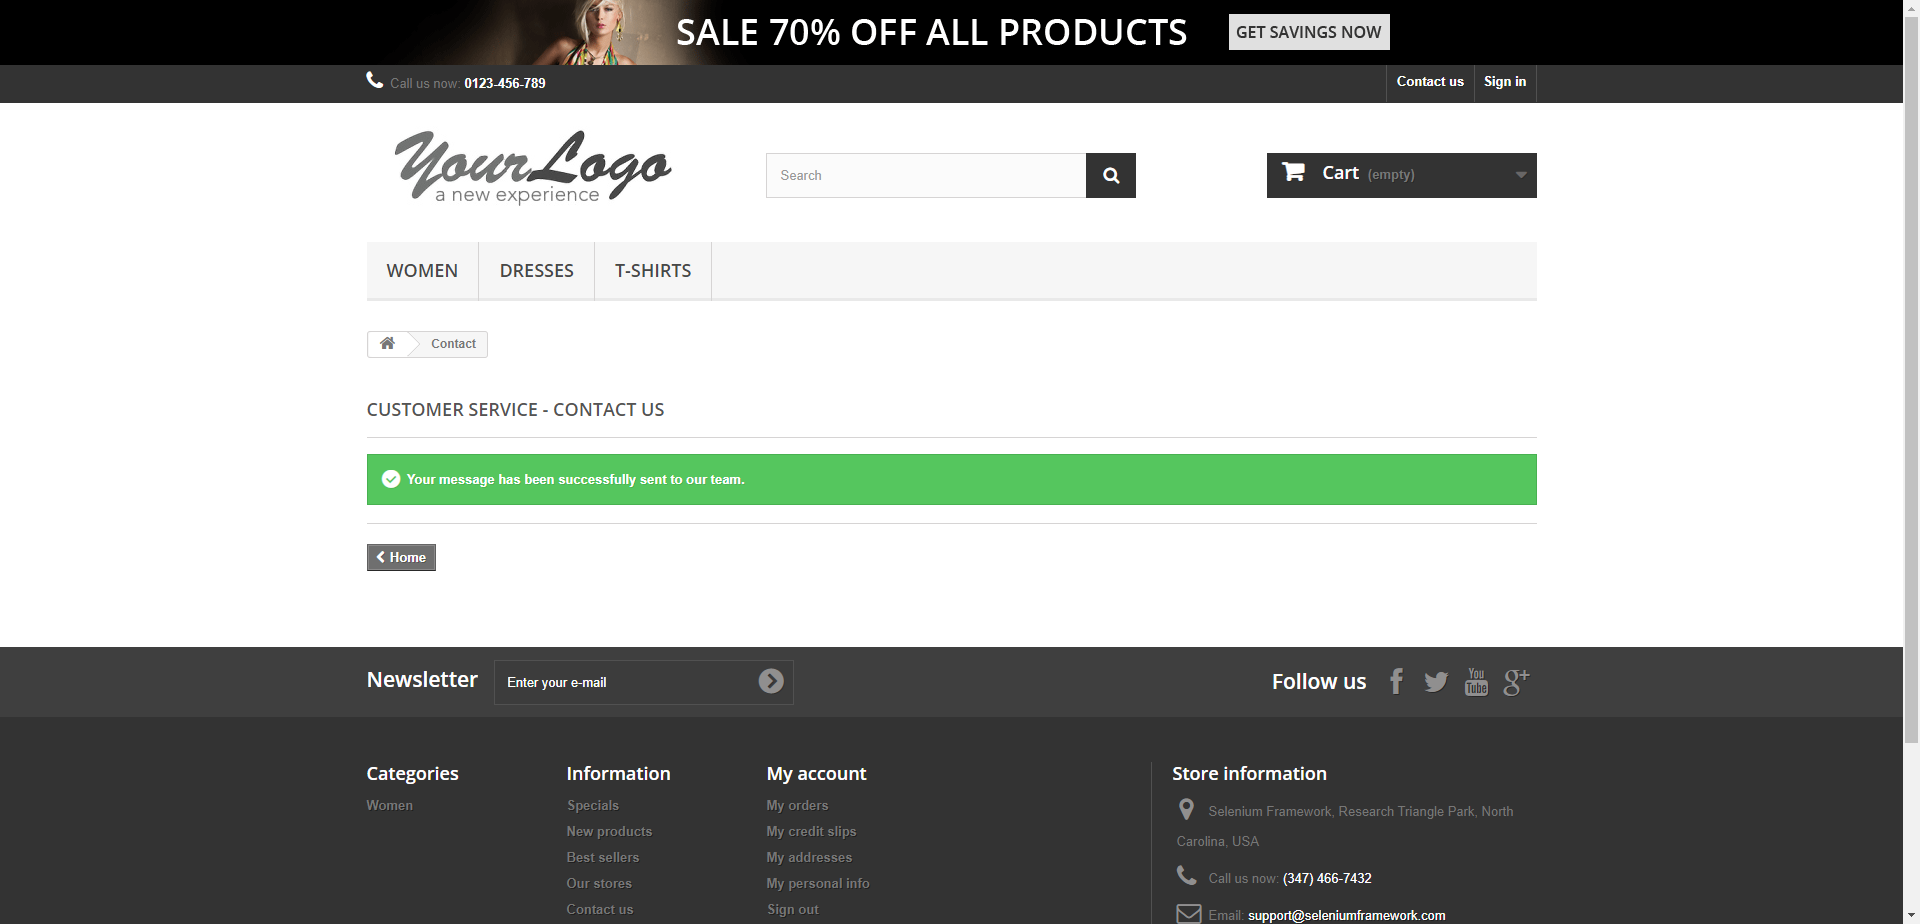 SALE 70% OFF ALL PRODUCTS
GET SAVINGS NOW
Call us now: 0123-456-789
Contact us
Sign in
YourLogo
a new experience
Search
Cart (empty)
WOMEN
DRESSES
T-SHIRTS
Contact
CUSTOMER SERVICE - CONTACT US
Your message has been successfully sent to our team.
Home
Newsletter
Enter your e-mail
Follow us
You
Tube
g+
Categories
Women
Information
Specials
New products
Best sellers
Our stores
Contact us
My account
My orders
My credit slips
My addresses
My personal info
Sign out
Store information
Selenium Framework, Research Triangle Park, North
Carolina, USA
Call us now: (347) 466-7432
Email: support@seleniumframework.com